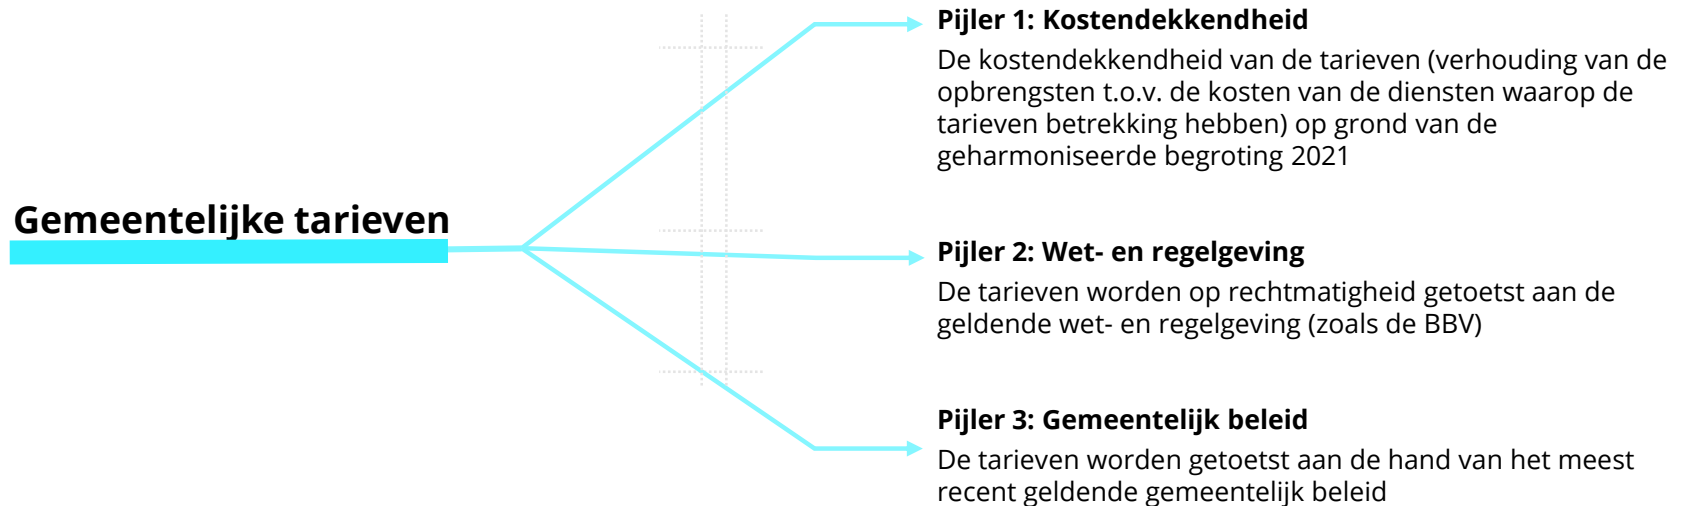 Gemeentelijke tarieven
Pijler 1: Kostendekkendheid
De kostendekkendheid van de tarieven (verhouding van de
opbrengsten t.o.v. de kosten van de diensten waarop de
tarieven betrekking hebben) op grond van de
geharmoniseerde begroting 2021
Pijler 2: Wet- en regelgeving
De tarieven worden op rechtmatigheid getoetst aan de
geldende wet- en regelgeving (zoals de BBV)
Pijler 3: Gemeentelijk beleid
De tarieven worden getoetst aan de hand van het meest
recent geldende gemeentelijk beleid